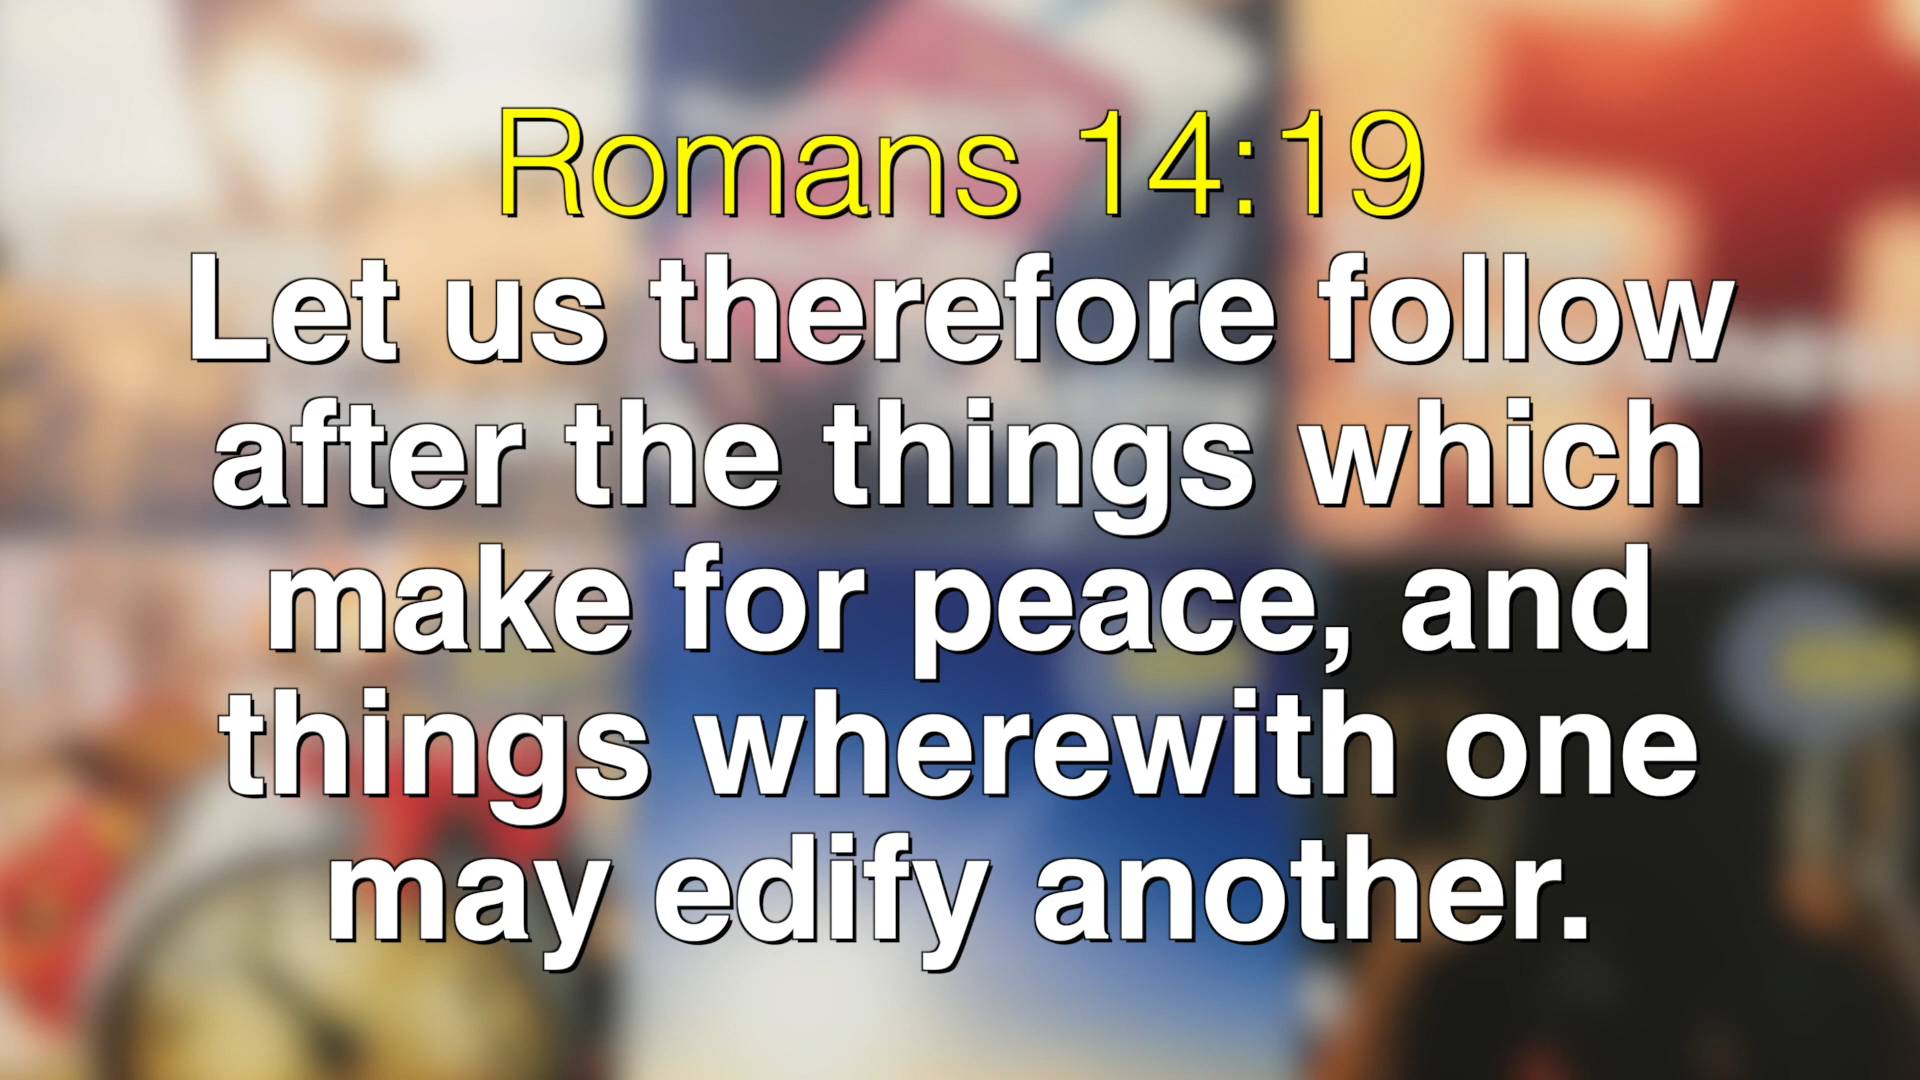 Romans 14:19
Let us therefore follow
after the things which
make for peace, and
things wherewith one
may edify another.